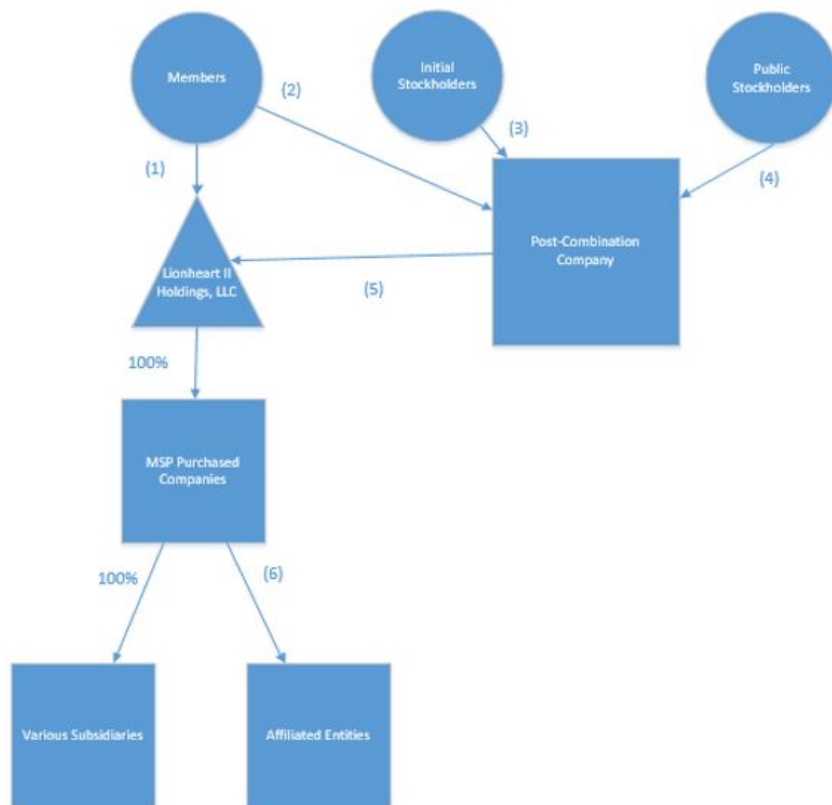 Members
Initial
Stockholders
Public
Stockholders
(2)
(3)
(1)
(4)
Post-Combination
Company
Lionheart II
Holdings, LLC
(5)
100%
MSP Purchased
Companies
100%
(6)
Various Subsidiaries
Affiliated Entities